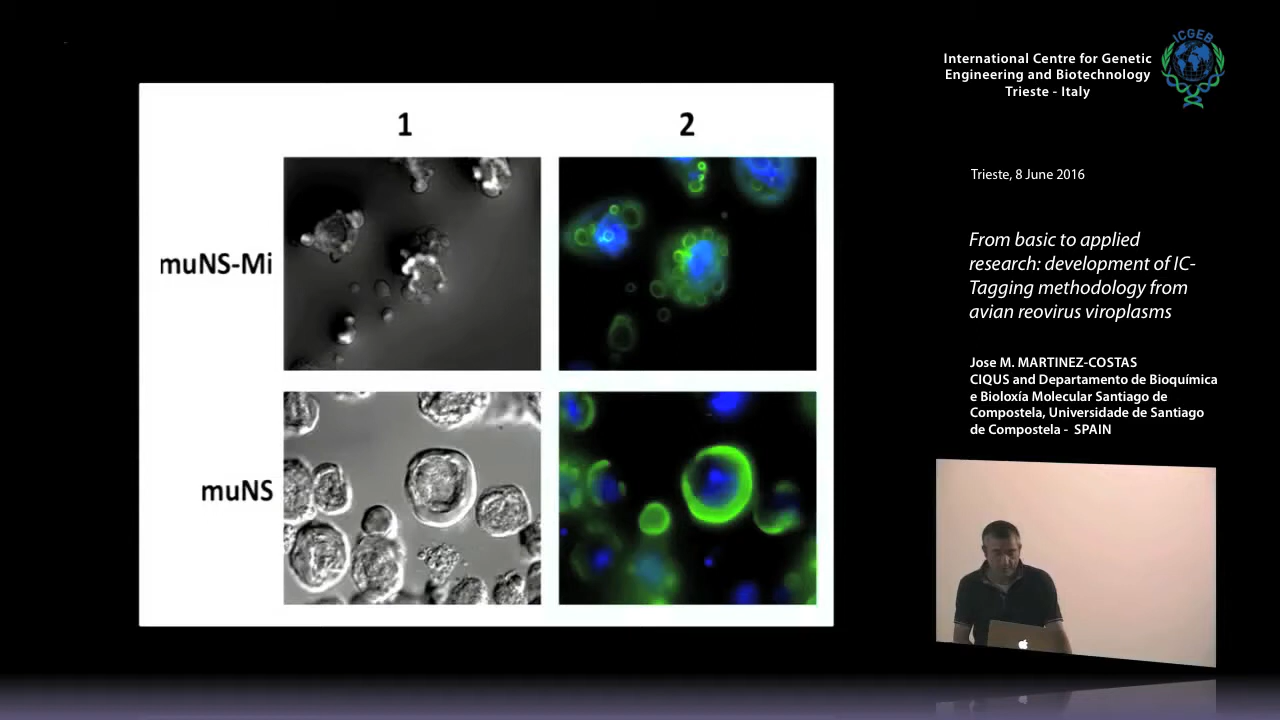 1
2
muNS-Mi
muNS
ICGEB
International Centre for Genetic
Engineering and Biotechnology
Trieste - Italy
Trieste, 8 June 2016
From basic to applied
research: development of IC-
Tagging methodology from
avian reovirus viroplasms
Jose M. MARTINEZ-COSTAS
CIQUS and Departamento de Bioquímica
e Bioloxía Molecular Santiago de
Compostela, Universidade de Santiago
de Compostela - SPAIN